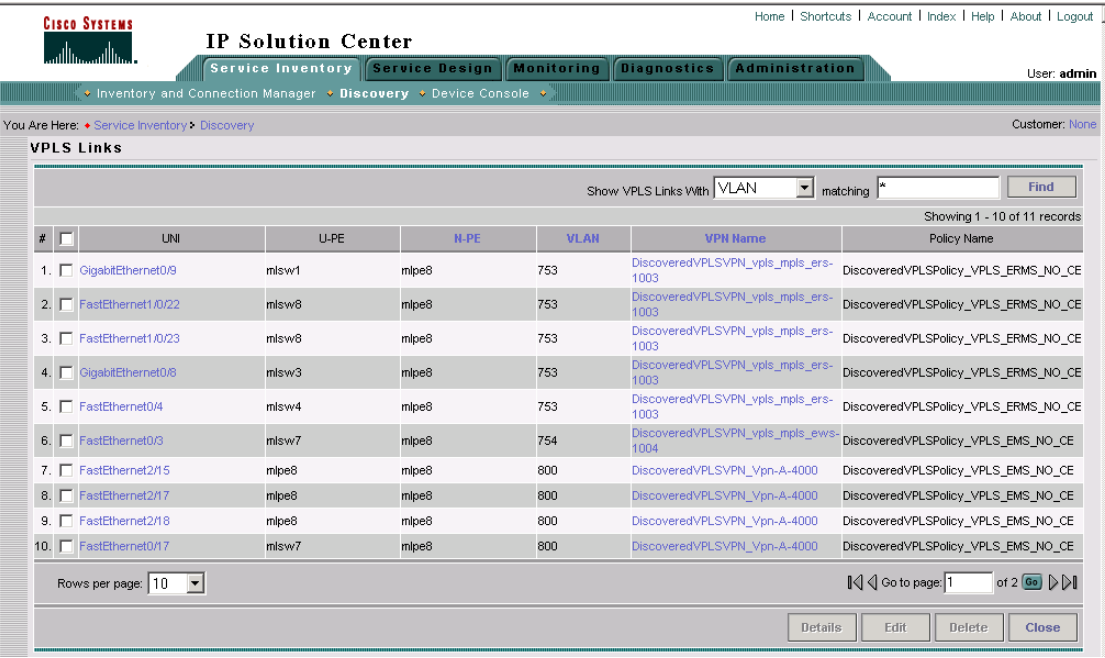 Home | Shortcuts | Account | Index | Help | About | Logout
CISCO SYSTEMS
IP Solution Center
Service Inventory Service Design Monitoring Diagnostics Administration
User: admin
Inventory and Connection Manager Discovery Device Console
You Are Here: Service Inventory Discovery Customer: None
VPLS Links
Show VPLS Links With VLAN matching * Find
Showing 1 - 10 of 11 records
# UNI U-PE N-PE VLAN VPN Name Policy Name
1. GigabitEthernet0/9 mlsw1 mlpe8 753 DiscoveredVPLSVPN_vpls_mpls_ers-
1003 DiscoveredVPLSPolicy_VPLS_ERMS_NO_CE
2. FastEthernet1/0/22 mlsw8 mlpe8 753 DiscoveredVPLSVPN_vpls_mpls_ers-
1003 DiscoveredVPLSPolicy_VPLS_ERMS_NO_CE
3. FastEthernet1/0/23 mlsw8 mlpe8 753 DiscoveredVPLSVPN_vpls_mpls_ers-
1003 DiscoveredVPLSPolicy_VPLS_ERMS_NO_CE
4. GigabitEthernet0/8 mlsw3 mlpe8 753 DiscoveredVPLSVPN_vpls_mpls_ers-
1003 DiscoveredVPLSPolicy_VPLS_ERMS_NO_CE
5. FastEthernet0/4 mlsw4 mlpe8 753 DiscoveredVPLSVPN_vpls_mpls_ers-
1003 DiscoveredVPLSPolicy_VPLS_ERMS_NO_CE
6. FastEthernet0/3 mlsw7 mlpe8 754 DiscoveredVPLSVPN_vpls_mpls_ews-
1004 DiscoveredVPLSPolicy_VPLS_EMS_NO_CE
7. FastEthernet2/15 mlpe8 mlpe8 800 DiscoveredVPLSVPN_Vpn-A-4000 DiscoveredVPLSPolicy_VPLS_EMS_NO_CE
8. FastEthernet2/17 mlpe8 mlpe8 800 DiscoveredVPLSVPN_Vpn-A-4000 DiscoveredVPLSPolicy_VPLS_EMS_NO_CE
9. FastEthernet2/18 mlpe8 mlpe8 800 DiscoveredVPLSVPN_Vpn-A-4000 DiscoveredVPLSPolicy_VPLS_EMS_NO_CE
10. FastEthernet0/17 mlsw7 mlpe8 800 DiscoveredVPLSVPN_Vpn-A-4000 DiscoveredVPLSPolicy_VPLS_EMS_NO_CE
Rows per page: 10 Go to page: 1 of 2 Go
Details Edit Delete Close